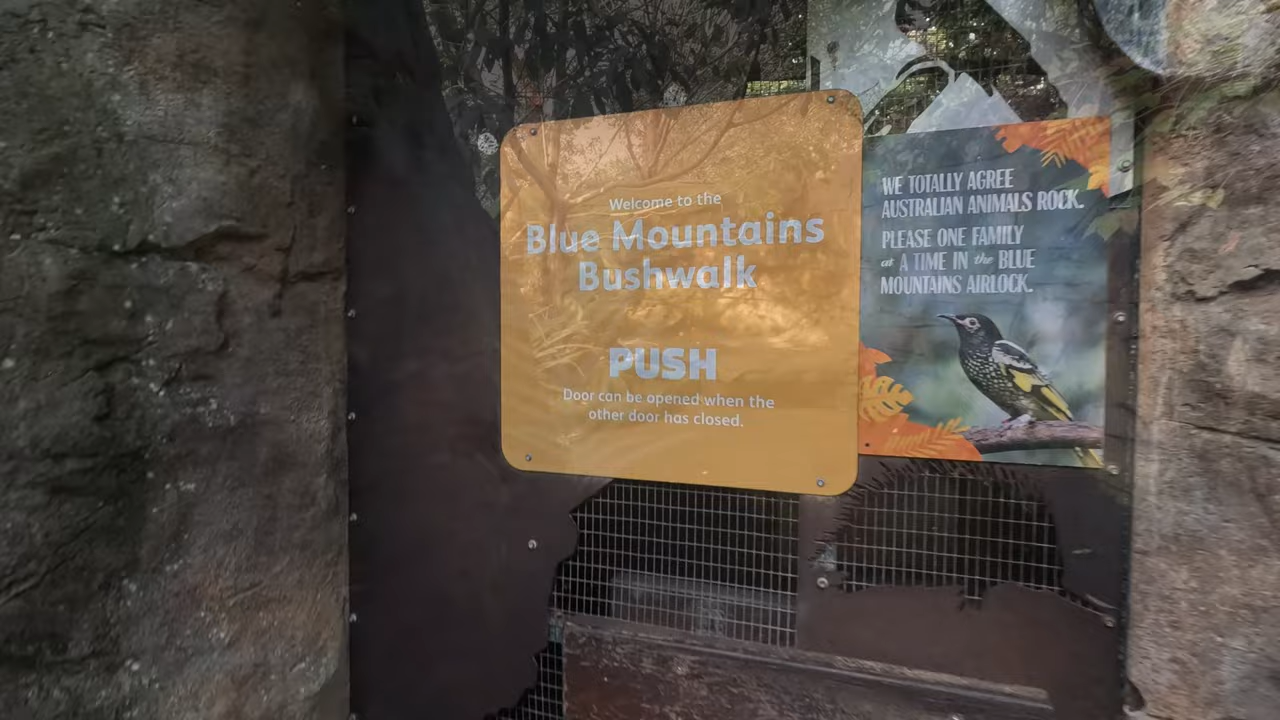 Welcome to the
Blue Mountains
Bushwalk
PUSH
Door can be opened when the
other door has closed.
WE TOTALLY AGREE
AUSTRALIAN ANIMALS ROCK.
PLEASE ONE FAMILY
at A TIME IN the BLUE
MOUNTAINS AIRLOCK.